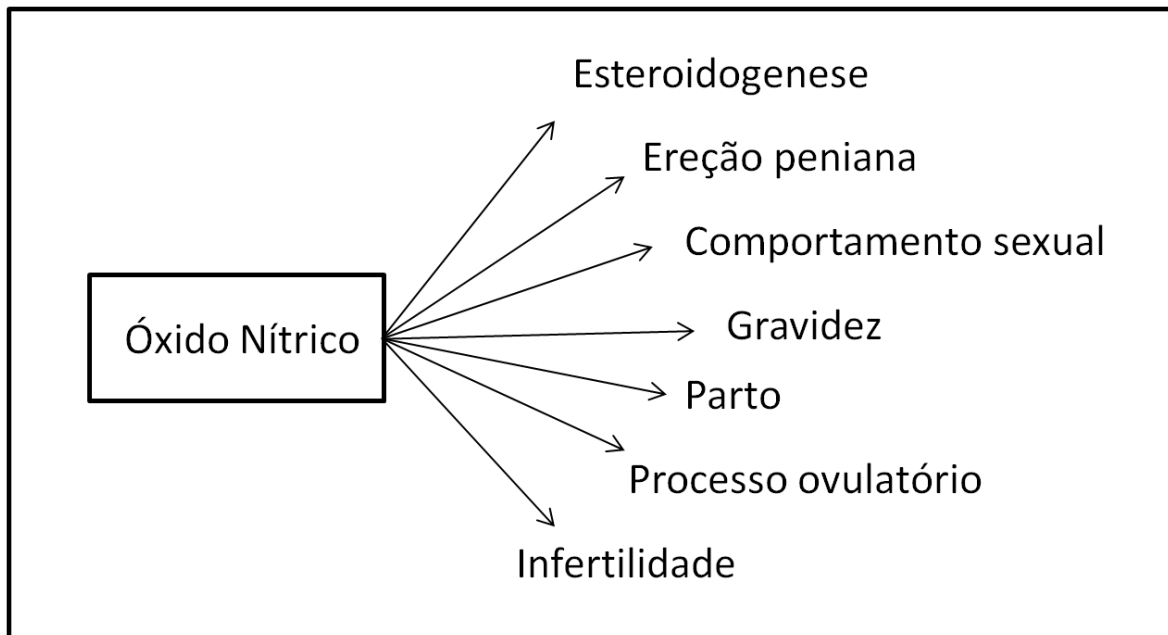 Esteroidogenese
Ereção peniana
Comportamento sexual
Óxido Nítrico
Gravidez
Parto
Processo ovulatório
Infertilidade